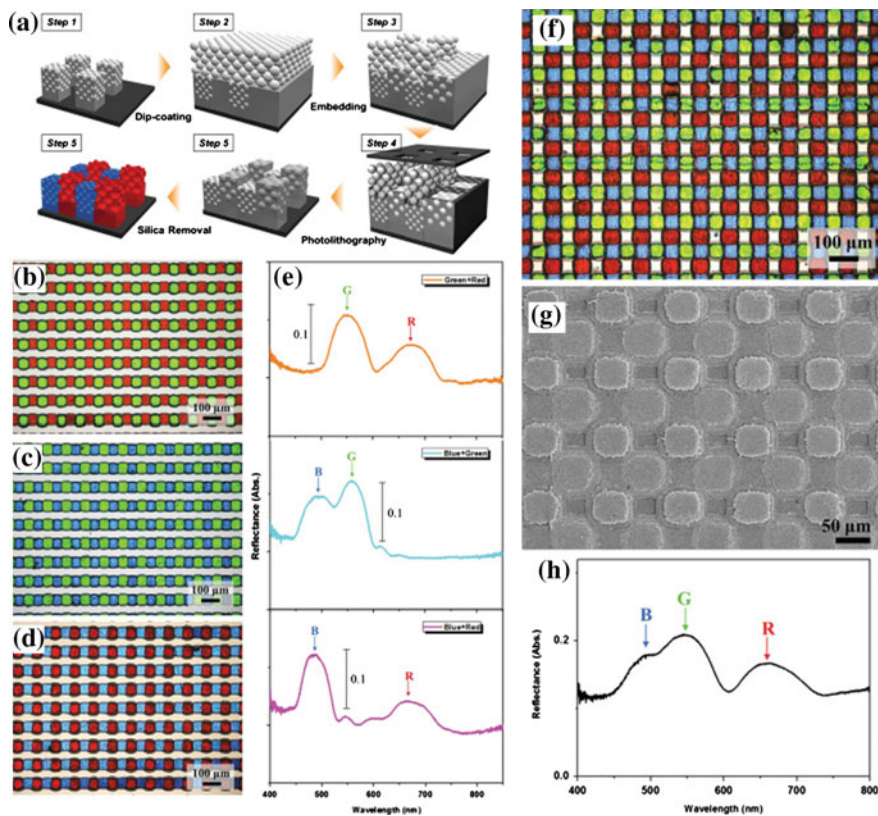 (a)
Step 1
Step 2
Step 3
Dip-coating
Embedding
Step 5
Step 5
Step 4
Silica Removal
Photolithography
(b)
100 μm
(c)
100 μm
(d)
100 μm
(e)
Green+Red
G
R
0.1
Blue+Green
B
G
0.1
Blue+Red
B
R
0.1
Reflectance (Abs.)
400 500 600 700 800
Wavelength (nm)
(f)
100 μm
(g)
50 μm
(h)
B
G
R
0.2
0.0
Reflectance (Abs.)
400 500 600 700 800
Wavelength (nm)